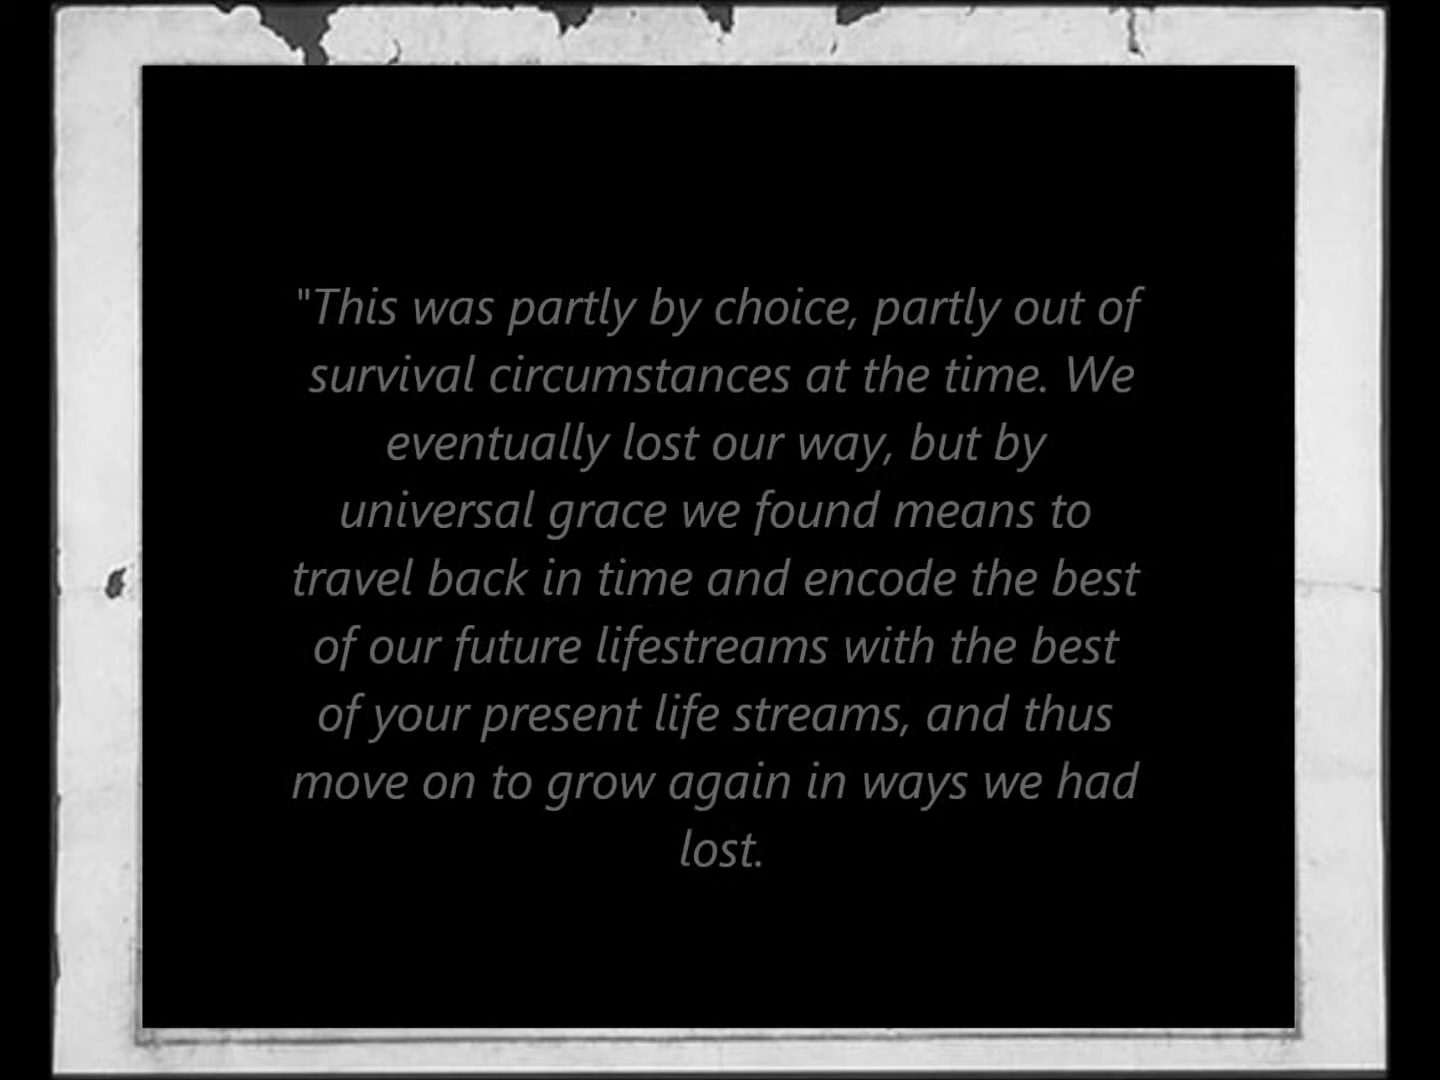 "This was partly by choice, partly out of
survival circumstances at the time. We
eventually lost our way, but by
universal grace we found means to
travel back in time and encode the best
of our future lifestreams with the best
of your present life streams, and thus
move on to grow again in ways we had
lost.